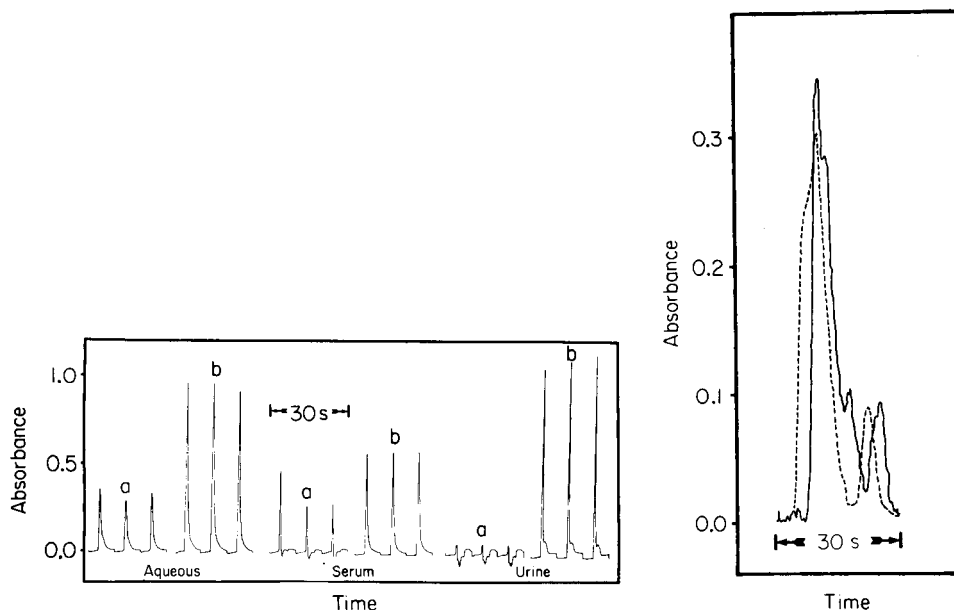 Absorbance
1.0
0.5
0.0
a
b
30 s
a
b
a
b
Aqueous
Serum
Urine
Time
Absorbance
0.3
0.2
0.1
0.0
30 s
Time